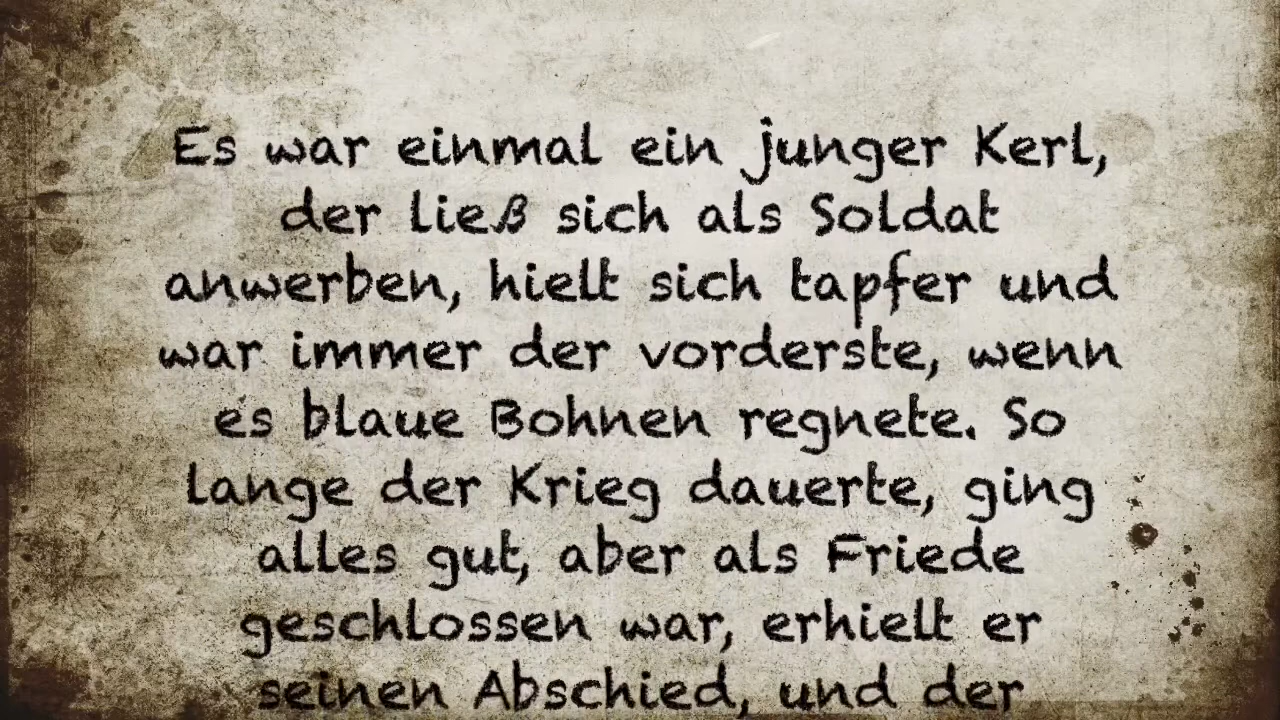 Es war einmal ein junger Kerl,
der ließ sich als Soldat
anwerben, hielt sich tapfer und
war immer der vorderste, wenn
es blaue Bohnen regnete. So
lange der Krieg dauerte, ging
alles gut, aber als Friede
geschlossen war, erhielt er
seinen Abschied, und der